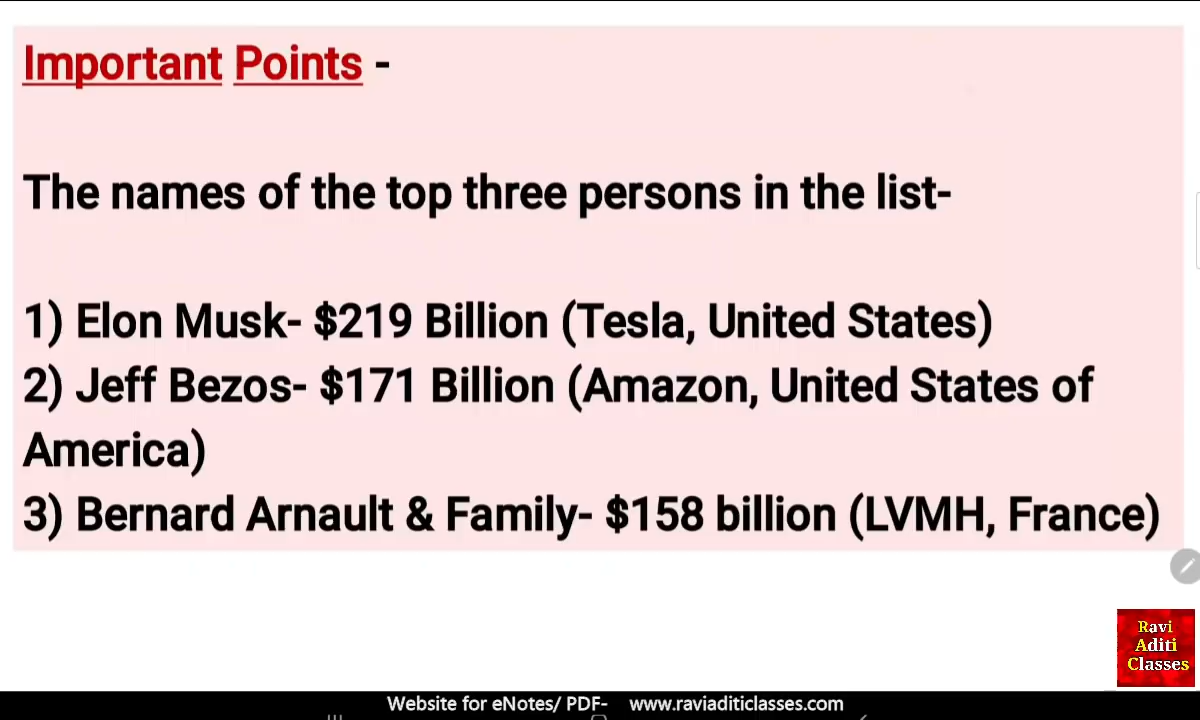 Important Points -
The names of the top three persons in the list-
1) Elon Musk- $219 Billion (Tesla, United States)
2) Jeff Bezos- $171 Billion (Amazon, United States of
America)
3) Bernard Arnault & Family- $158 billion (LVMH, France)
Ravi
Aditi
Classes
Website for eNotes/ PDF- www.raviaditiclasses.com